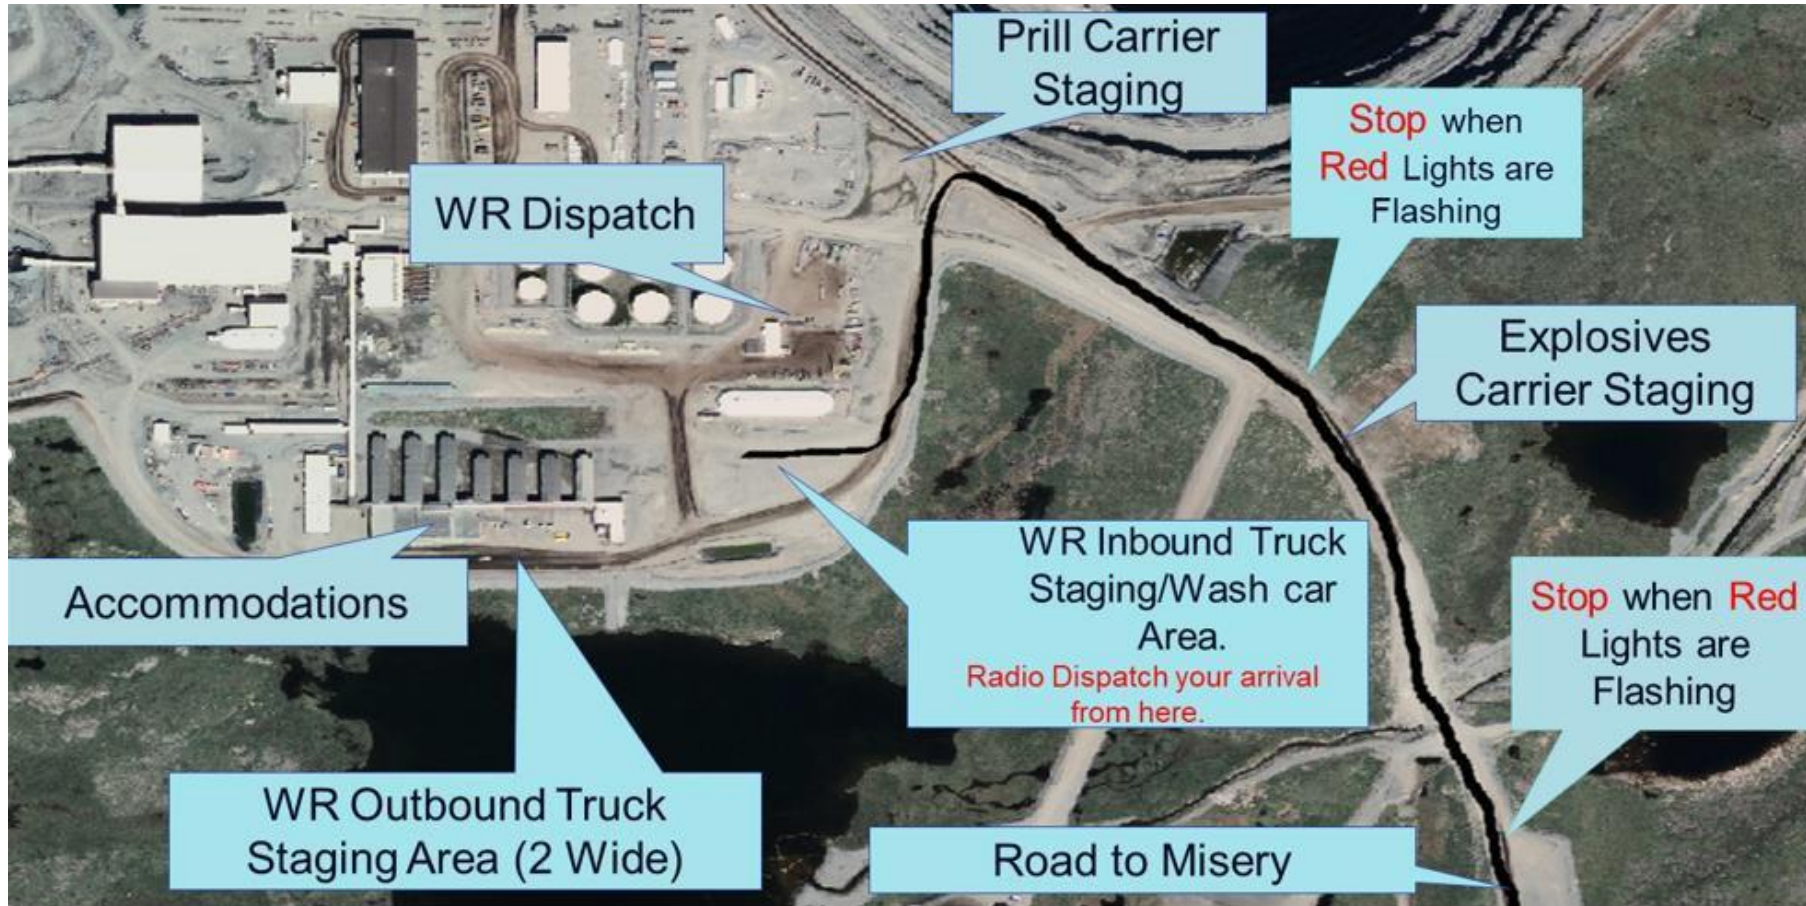 Prill Carrier
Staging
Stop when
Red Lights are
Flashing
WR Dispatch
Explosives
Carrier Staging
WR Inbound Truck
Staging/Wash car
Area.
Radio Dispatch your arrival
from here.
Accommodations
Stop when Red
Lights are
Flashing
WR Outbound Truck
Staging Area (2 Wide)
Road to Misery